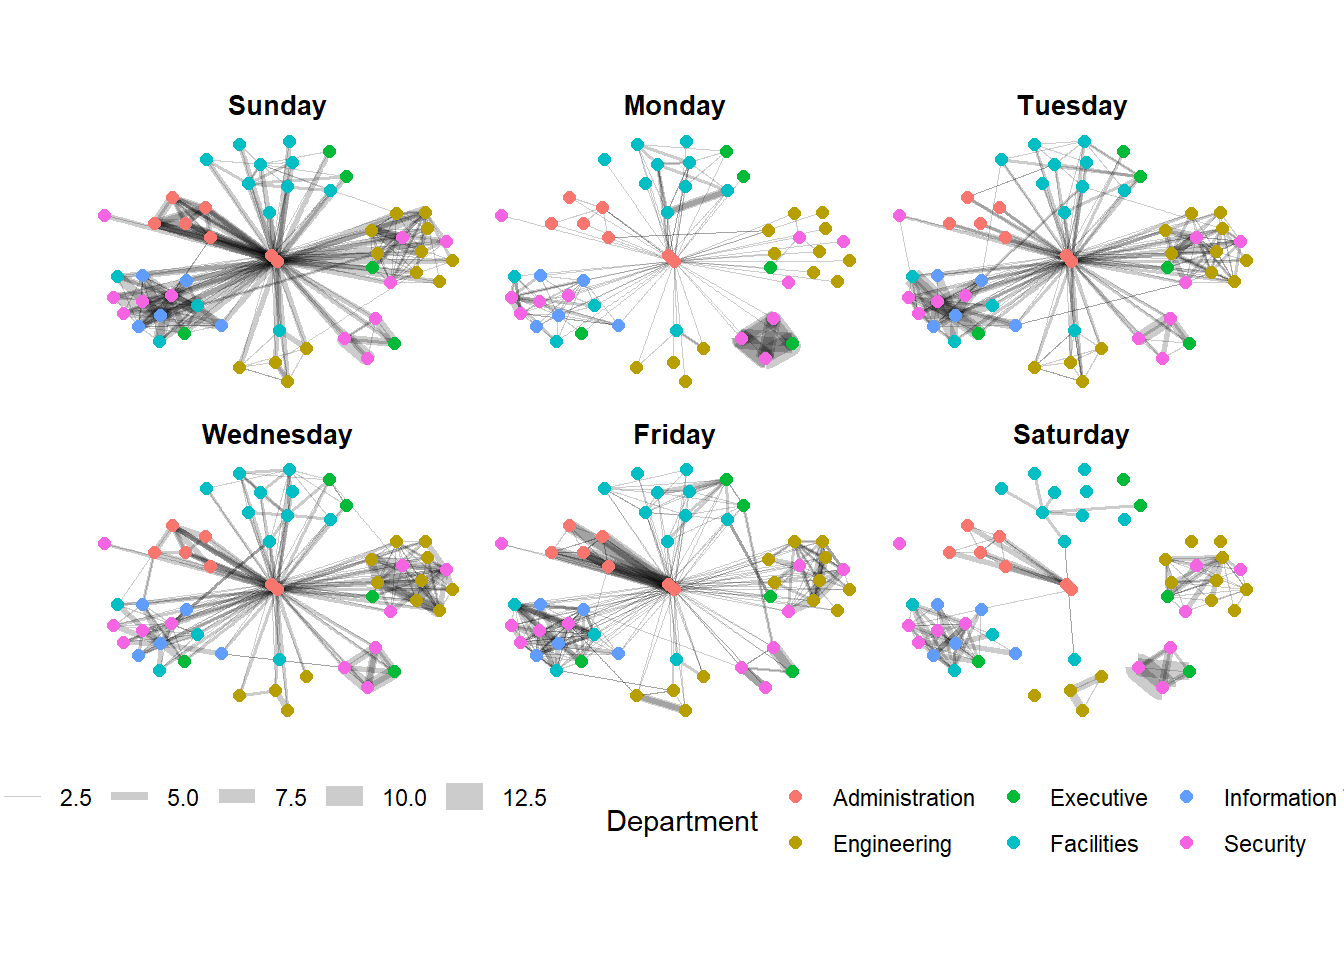 Sunday
Monday
Tuesday
Wednesday
Friday
Saturday
2.5 5.0 7.5 10.0 12.5
Department
Administration Executive Information
Engineering Facilities Security